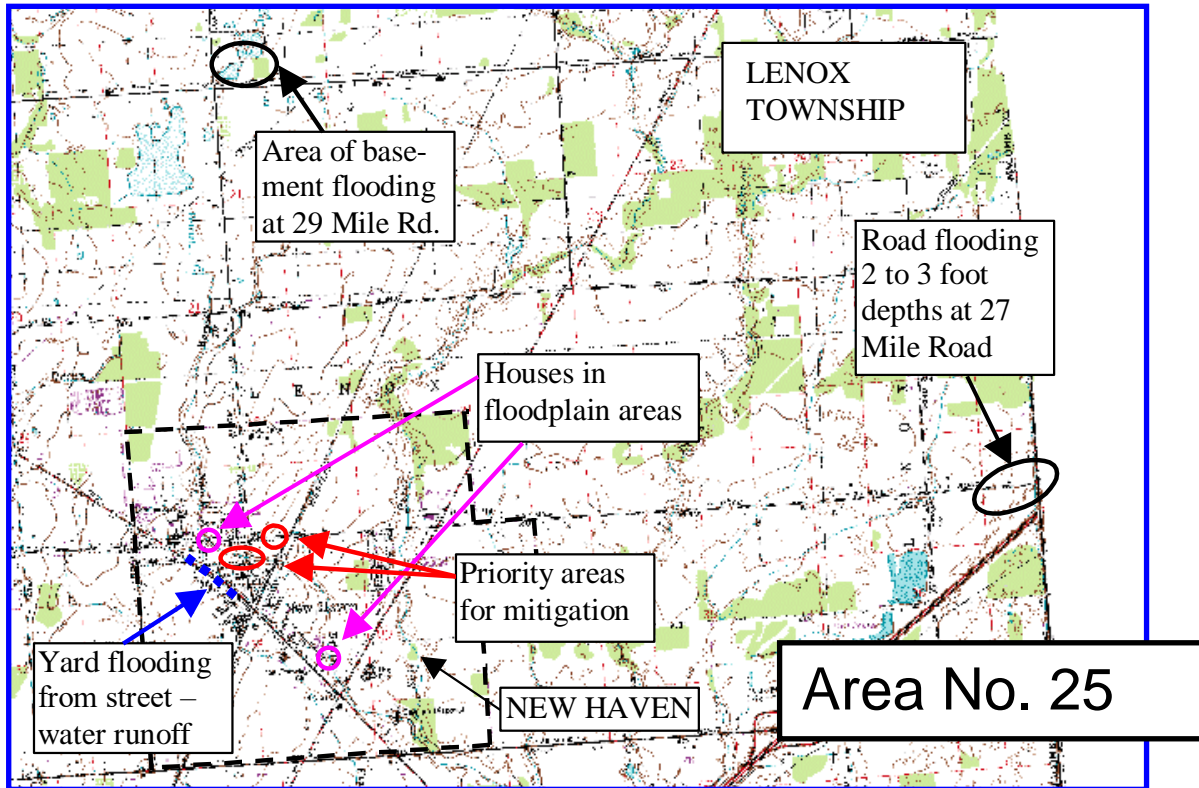 LENOX
TOWNSHIP
Area of base-
ment flooding
at 29 Mile Rd.
Road flooding
2 to 3 foot
depths at 27
Mile Road
Houses in
floodplain areas
L E N O X
Priority areas
for mitigation
New Haven
Yard flooding
from street –
water runoff
NEW HAVEN
Area No. 25